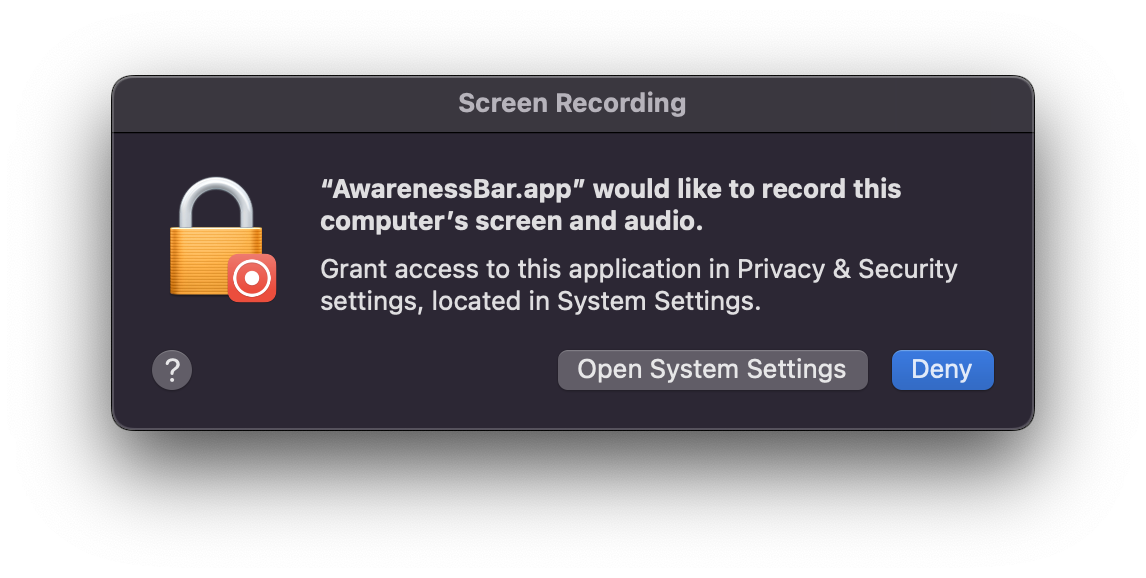 Screen Recording
“AwarenessBar.app” would like to record this
computer’s screen and audio.
Grant access to this application in Privacy & Security
settings, located in System Settings.
?
Open System Settings
Deny